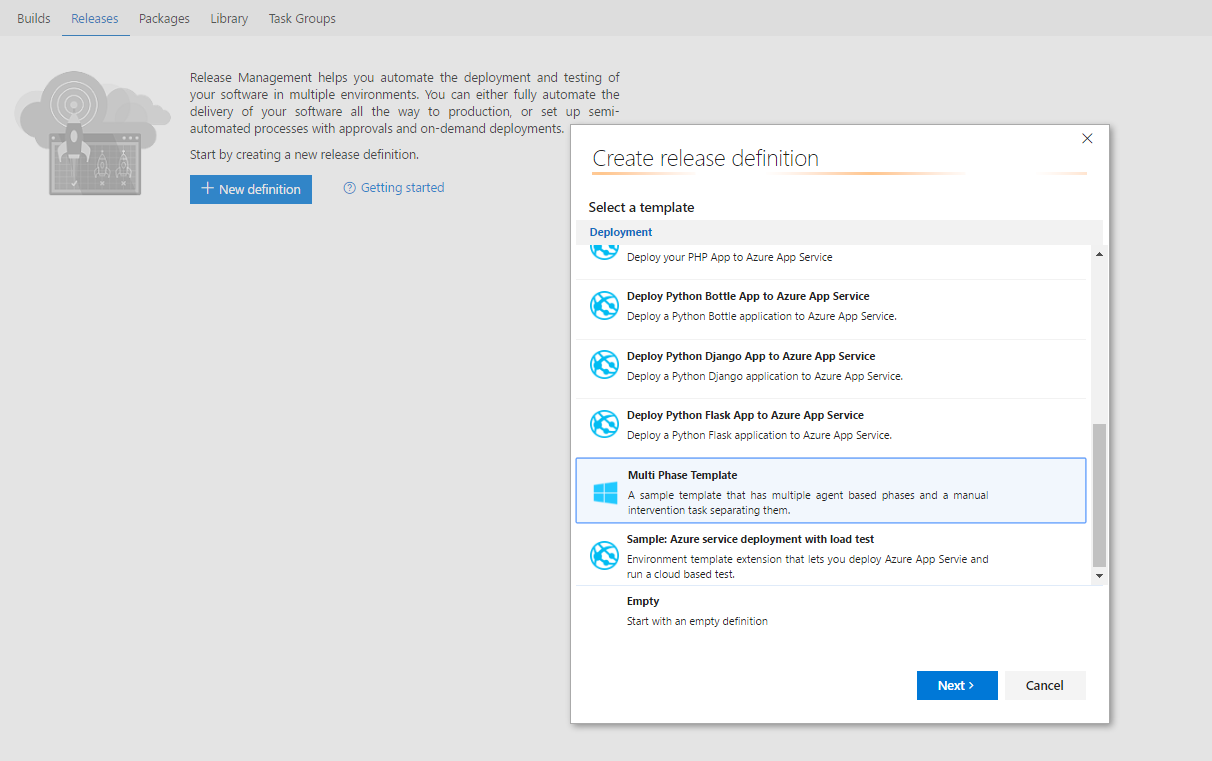 Builds
Releases
Packages
Library
Task Groups
Release Management helps you automate the deployment and testing of
your software in multiple environments. You can either fully automate the
delivery of your software all the way to production, or set up semi-
automated processes with approvals and on-demand deployments.
Start by creating a new release definition.
+ New definition
Getting started
Create release definition
Select a template
Deployment
Deploy your PHP App to Azure App Service
Deploy Python Bottle App to Azure App Service
Deploy a Python Bottle application to Azure App Service.
Deploy Python Django App to Azure App Service
Deploy a Python Django application to Azure App Service.
Deploy Python Flask App to Azure App Service
Deploy a Python Flask application to Azure App Service.
Multi Phase Template
A sample template that has multiple agent based phases and a manual
intervention task separating them.
Sample: Azure service deployment with load test
Environment template extension that lets you deploy Azure App Servie and
run a cloud based test.
Empty
Start with an empty definition
Next >
Cancel